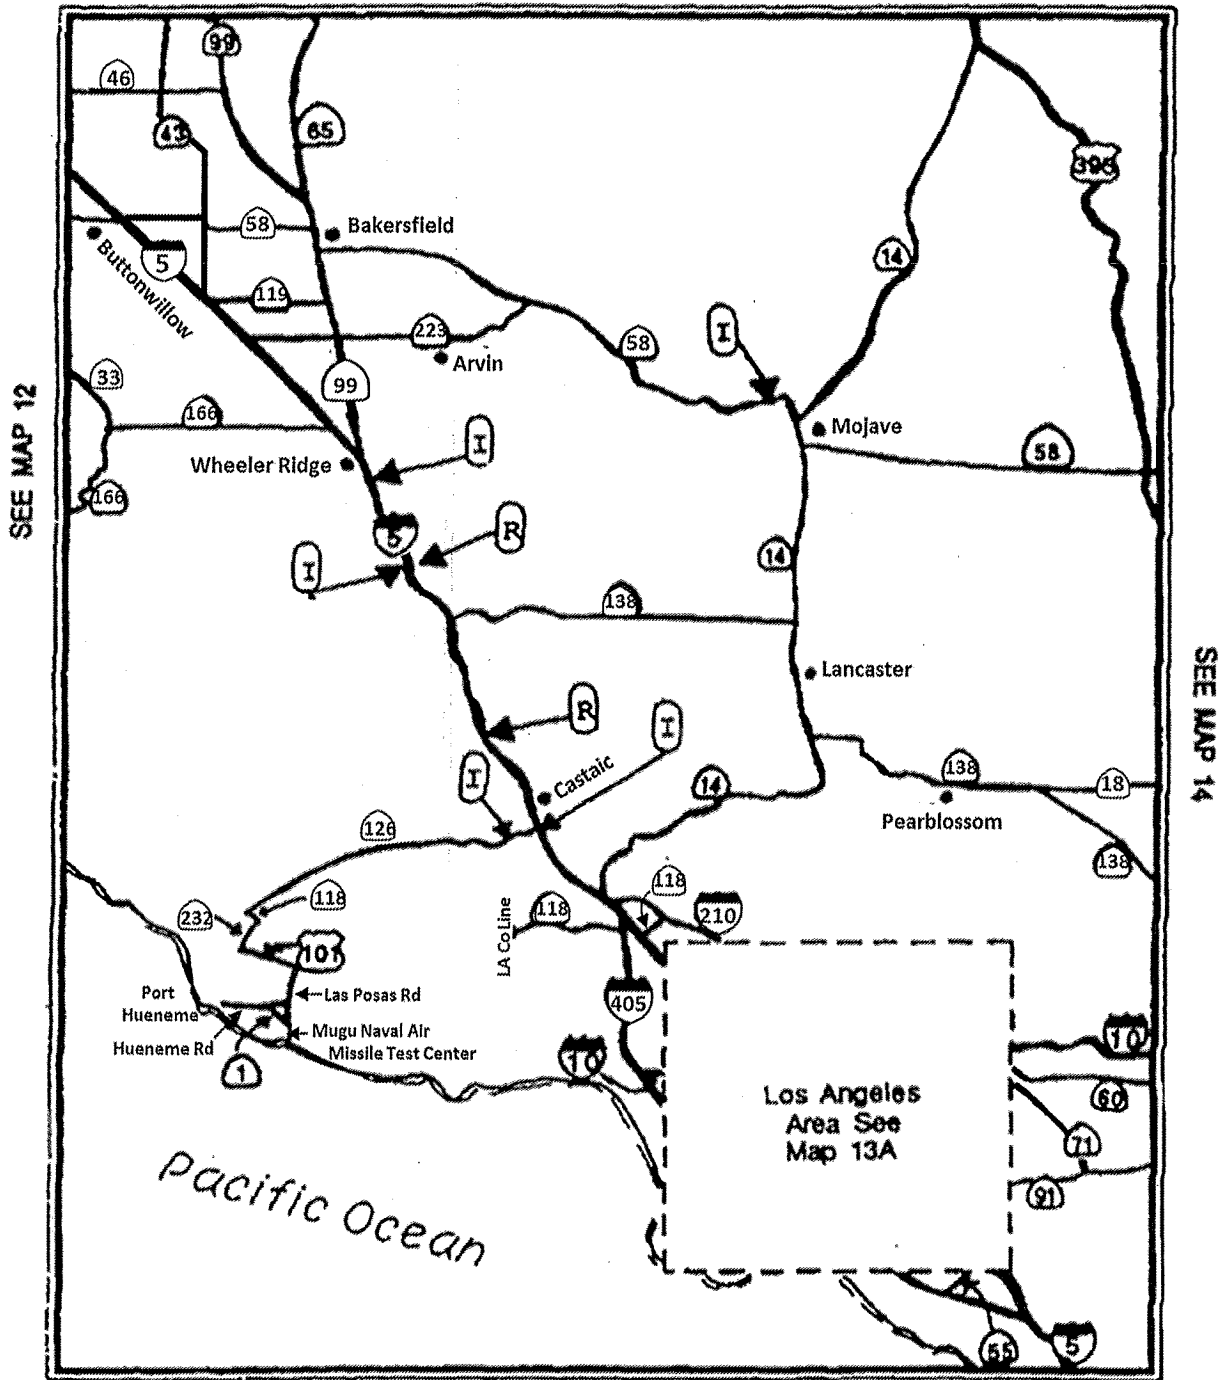 99
46
43
65
395
58
Bakersfield
5
14
Buttonwillow
119
223
I
58
Arvin
33
99
SEE MAP 12
166
Mojave
I
58
Wheeler Ridge
166
R
5
14
I
138
SEE MAP 14
Lancaster
R
I
I
Castaic
138
14
18
Pearblossom
126
138
118
118
118
232
210
LA Co Line
101
Port
Hueneme
Las Posas Rd
405
Mugu Naval Air
Missile Test Center
Hueneme Rd
1
10
10
Los Angeles
Area See
Map 13A
60
71
91
Pacific Ocean
55
5